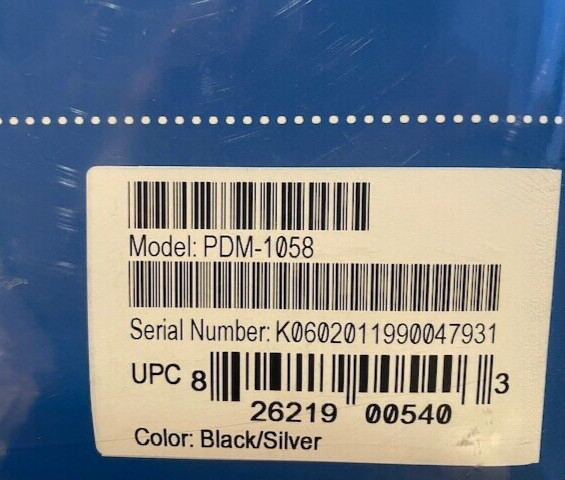 Model: PDM-1058
Serial Number: K0602011990047931
UPC 8 26219 00540 3
Color: Black/Silver